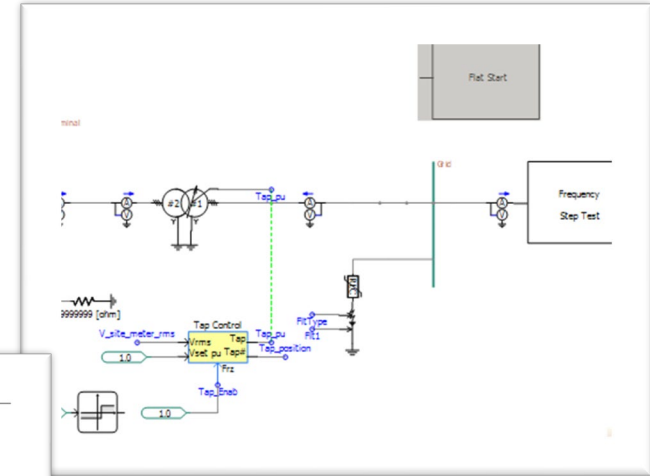 Flat Start
minal
Grid
#2
#1
Tap_pu
A
V
A
V
A
V
Frequency
Step Test
Y
Y
9999999 [ohm]
Tap Control
V_site_meter_rms
Vrms
Tap
Tap_pu
1.0
Vset pu
Tap#
Tap_position
Frz
Tap_Enab
1.0
FltType
Flt1